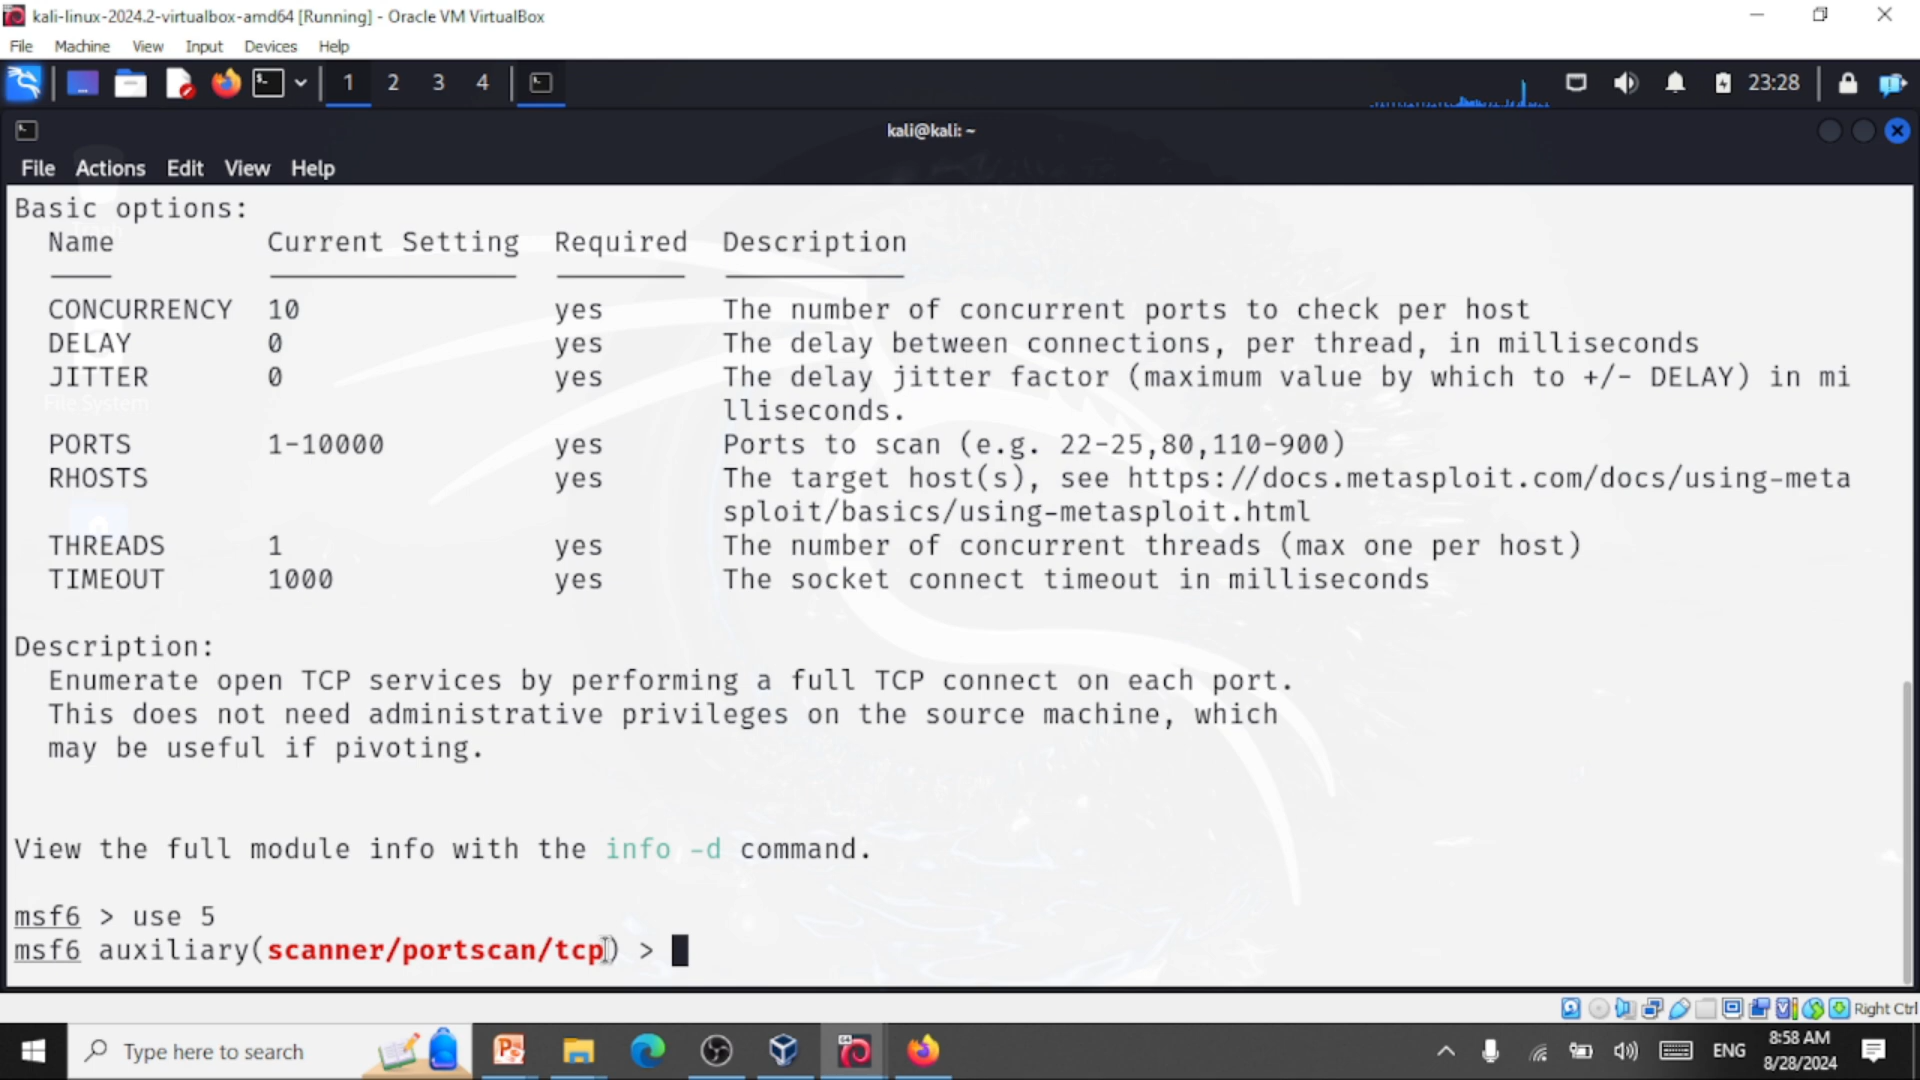 kali-linux-2024.2-virtualbox-amd64 [Running] - Oracle VM VirtualBox
File Machine View Input Devices Help
1 2 3 4 23:28
kali@kali: ~
File Actions Edit View Help
Basic options:
Name Current Setting Required Description
CONCURRENCY 10 yes The number of concurrent ports to check per host
DELAY 0 yes The delay between connections, per thread, in milliseconds
JITTER 0 yes The delay jitter factor (maximum value by which to +/- DELAY) in mi
File System lliseconds.
PORTS 1-10000 yes Ports to scan (e.g. 22-25,80,110-900)
RHOSTS yes The target host(s), see https://docs.metasploit.com/docs/using-meta
sploit/basics/using-metasploit.html
THREADS 1 yes The number of concurrent threads (max one per host)
TIMEOUT 1000 yes The socket connect timeout in milliseconds
Description:
Enumerate open TCP services by performing a full TCP connect on each port.
This does not need administrative privileges on the source machine, which
may be useful if pivoting.
View the full module info with the info -d command.
msf6 > use 5
msf6 auxiliary(scanner/portscan/tcp) >
Right Ctrl
Type here to search
ENG
8:58 AM
8/28/2024